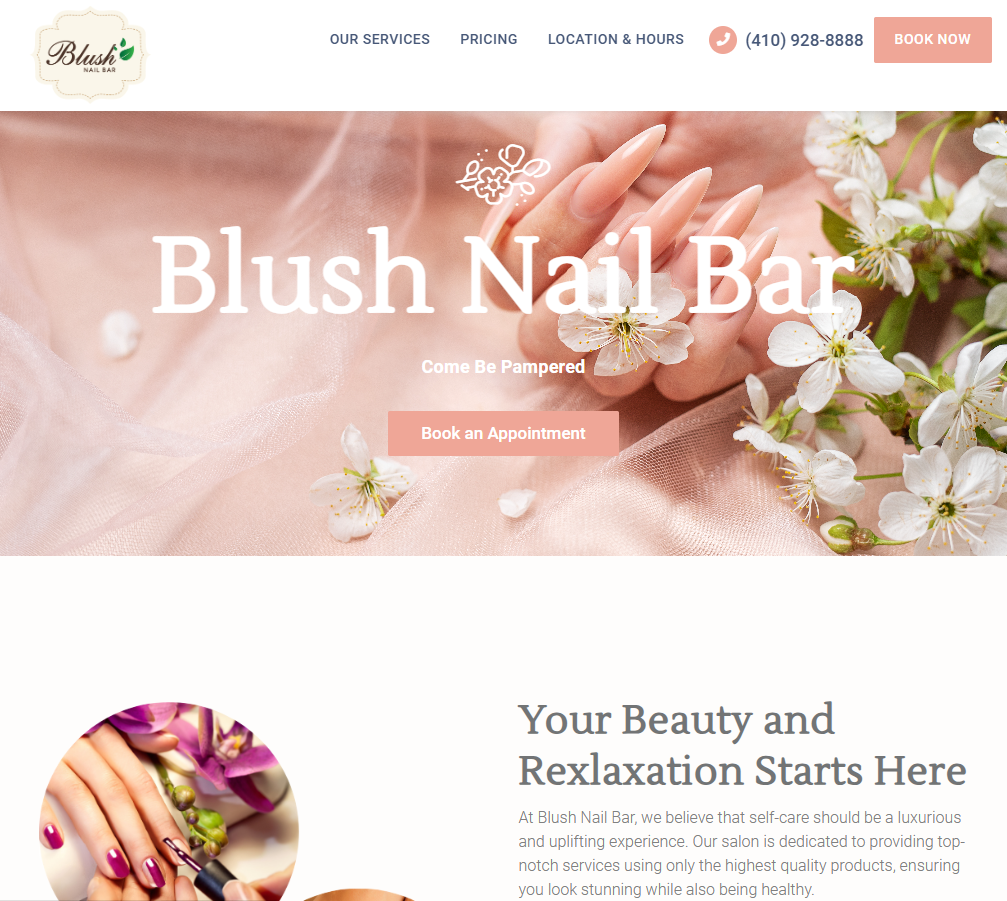 Blush
NAIL BAR
OUR SERVICES
PRICING
LOCATION & HOURS
(410) 928-8888
BOOK NOW
Blush Nail Bar
Come Be Pampered
Book an Appointment
Your Beauty and
Rexlaxation Starts Here
At Blush Nail Bar, we believe that self-care should be a luxurious
and uplifting experience. Our salon is dedicated to providing top-
notch services using only the highest quality products, ensuring
you look stunning while also being healthy.